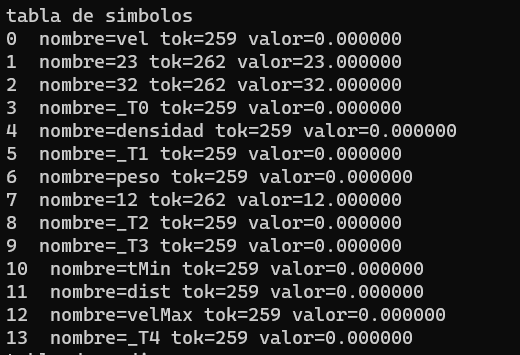 tabla de simbolos
0  nombre=vel tok=259 valor=0.000000
1  nombre=23 tok=262 valor=23.000000
2  nombre=32 tok=262 valor=32.000000
3  nombre=_T0 tok=259 valor=0.000000
4  nombre=densidad tok=259 valor=0.000000
5  nombre=_T1 tok=259 valor=0.000000
6  nombre=peso tok=259 valor=0.000000
7  nombre=12 tok=262 valor=12.000000
8  nombre=_T2 tok=259 valor=0.000000
9  nombre=_T3 tok=259 valor=0.000000
10  nombre=tMin tok=259 valor=0.000000
11  nombre=dist tok=259 valor=0.000000
12  nombre=velMax tok=259 valor=0.000000
13  nombre=_T4 tok=259 valor=0.000000